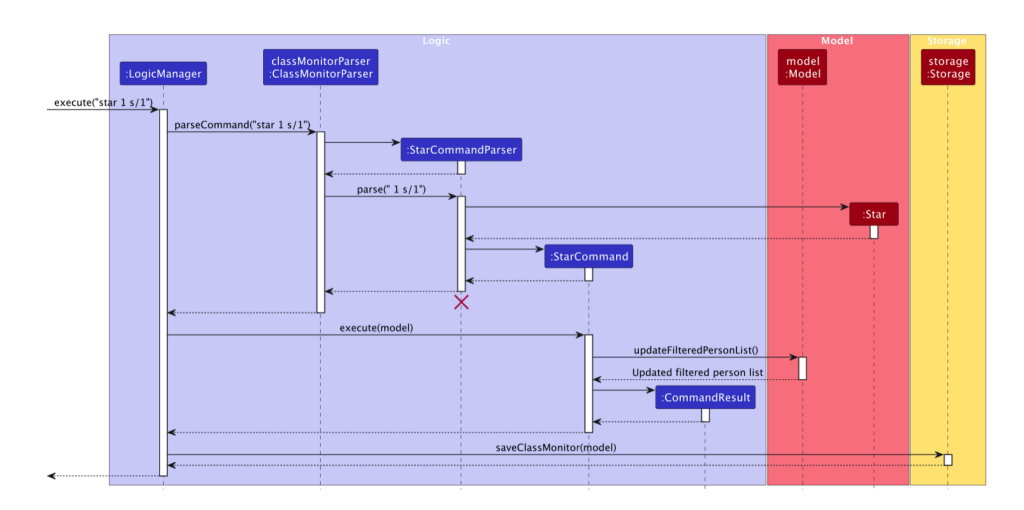 Logic
Model
Storage
:LogicManager
classMonitorParser
:ClassMonitorParser
model
:Model
storage
:Storage
execute("star 1 s/1")
parseCommand("star 1 s/1")
:StarCommandParser
parse(" 1 s/1")
:Star
:StarCommand
execute(model)
updateFilteredPersonList()
Updated filtered person list
:CommandResult
saveClassMonitor(model)